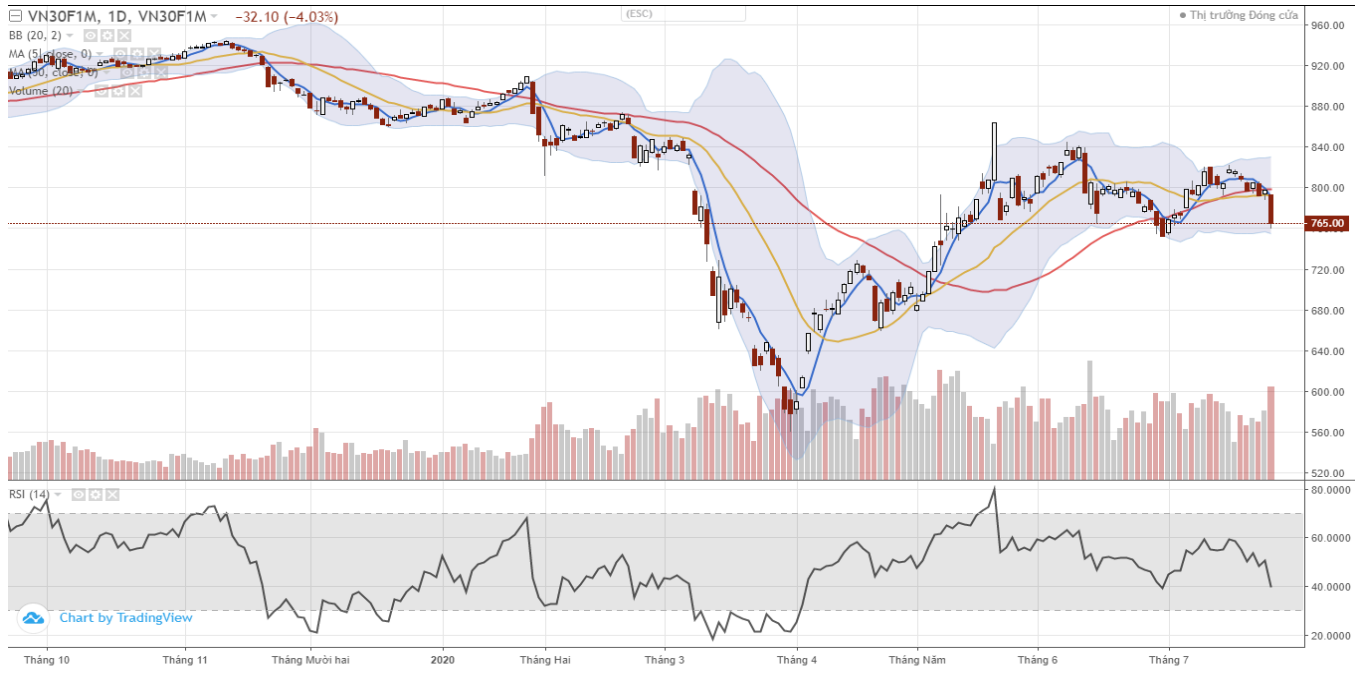 VN30F1M, 1D, VN30F1M −32.10 (−4.03%)
(ESC)
Thị trường Đóng cửa
BB (20, 2)
MA (5, close, 0)
MA (50, close, 0)
Volume (20)
960.00
920.00
880.00
840.00
800.00
765.00
720.00
680.00
640.00
600.00
560.00
520.00
RSI (14)
80.0000
60.0000
40.0000
20.0000
Chart by TradingView
Tháng 10 Tháng 11 Tháng Mười hai 2020 Tháng Hai Tháng 3 Tháng 4 Tháng Năm Tháng 6 Tháng 7